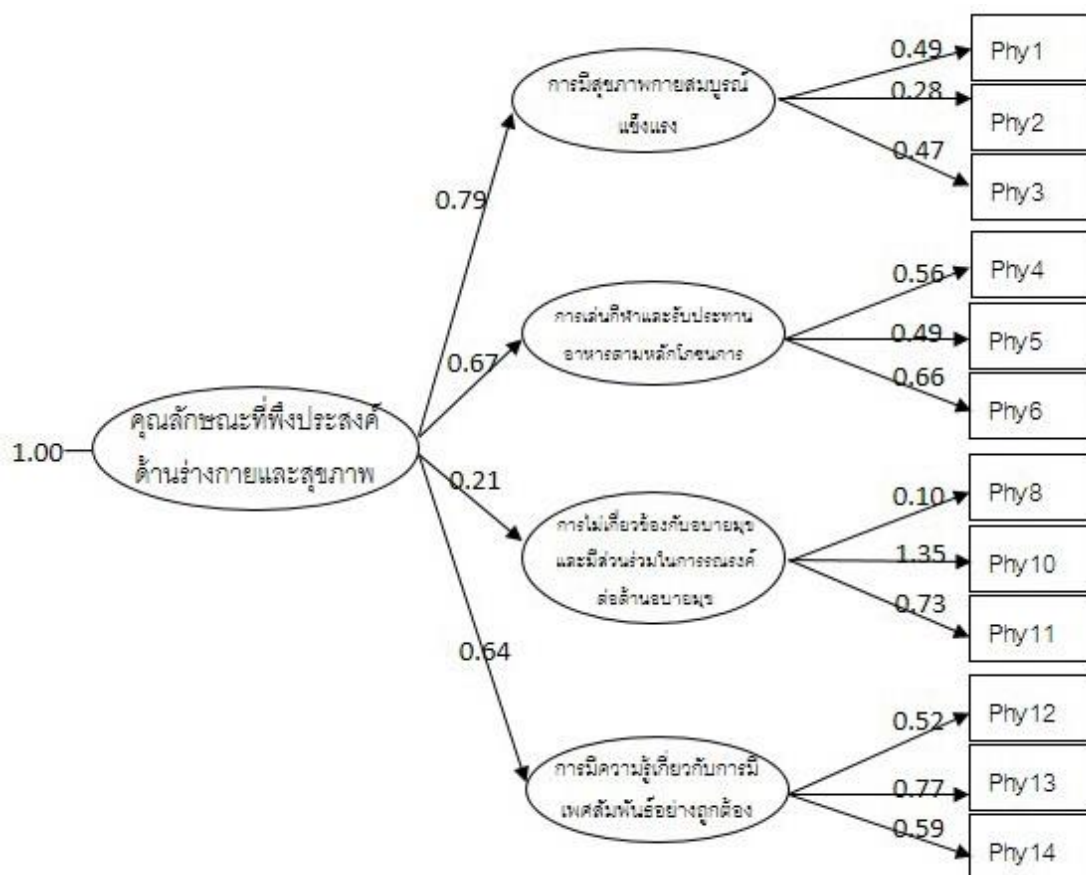 0.49
Phy1
การมีสุขภาพกายสมบูรณ์
แข็งแรง
0.28
Phy2
0.47
Phy3
0.79
0.56
Phy4
การเล่นกีฬาและรับประทาน
อาหารตามหลักโภชนการ
0.49
Phy5
0.67
0.66
Phy6
คุณลักษณะที่พึงประสงค์
ด้านร่างกายและสุขภาพ
1.00
0.21
0.10
Phy8
การไม่เกี่ยวข้องกับอบายมุข
และมีส่วนร่วมในการรณรงค์
ต่อต้านอบายมุข
1.35
Phy10
0.73
Phy11
0.64
0.52
Phy12
การมีความรู้เกี่ยวกับการมี
เพศสัมพันธ์อย่างถูกต้อง
0.77
Phy13
0.59
Phy14